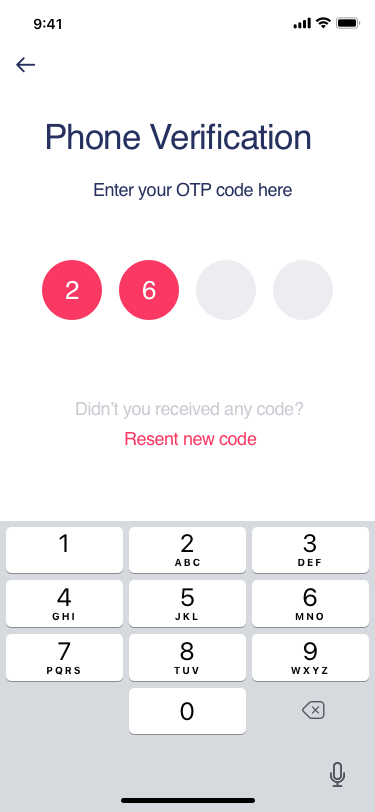 9:41
Phone Verification
Enter your OTP code here
2 6
Didn't you received any code?
Resent new code
1 2 3
ABC DEF
4 5 6
GHI JKL MNO
7 8 9
PQRS TUV WXYZ
0